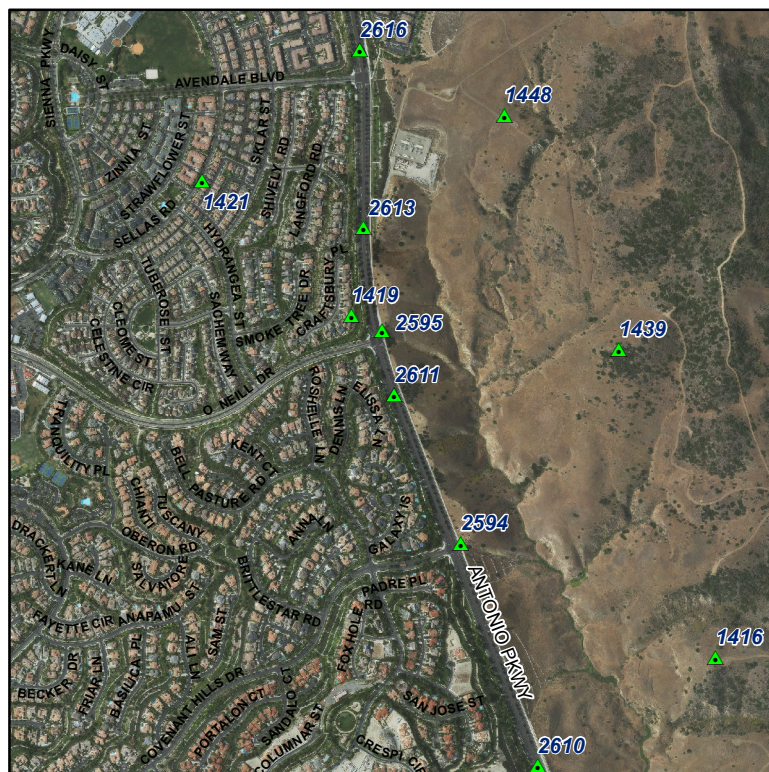 2616
SIENNA PKWY
DAISY ST
AVENDALE BLVD
1448
ZINNIA ST
STRAWFLOWER ST
SKLAR ST
SHIVELY RD
LANGFORD RD
1421
SELLAS RD
HYDRANGEA ST
2613
TUBEROSE ST
SACHEM WAY
SMOKE TREE DR
CRAFTSBURY PL
1419
2595
CLEOME ST
CELESTINE CIR
1439
O NEILL DR
ROSHELLE LN
DENNIS LN
ELISSA LN
2611
TRANQUILITY PL
KENT CT
BELL PASTURE RD
CHIANTI
TUSCANY
ANNA LN
GALAXY IS
2594
OBERON RD
DRACKERT LN
KANE LN
SALVATORE
BRITTLESTAR RD
PADRE PL
ANTONIO PKWY
FAYETTE CIR
ANAPAMU ST
FOXHOLE RD
1416
SAM ST
ALI LN
BASILICA PL
BECKER DR
FRIAR LN
COVENANT HILLS DR
PORTALON CT
SANDALO CT
COLUMNAR ST
SAN JOSE ST
CRESPI CIR
2610